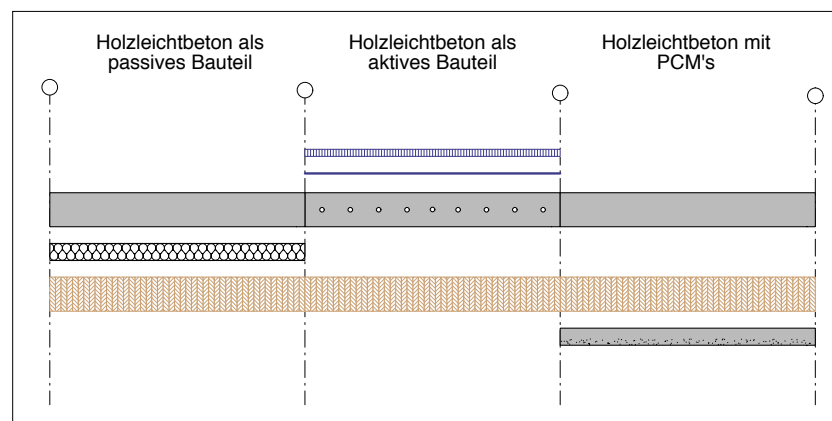 Holzleichtbeton als
passives Bauteil
Holzleichtbeton als
aktives Bauteil
Holzleichtbeton mit
PCM's